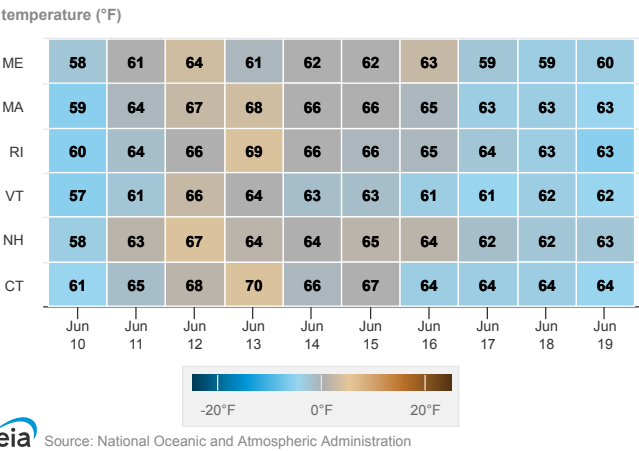 temperature (°F)
ME 58 61 64 61 62 62 63 59 59 60
MA 59 64 67 68 66 66 65 63 63 63
RI 60 64 66 69 66 66 65 64 63 63
VT 57 61 66 64 63 63 61 61 62 62
NH 58 63 67 64 64 65 64 62 62 63
CT 61 65 68 70 66 67 64 64 64 64
Jun Jun Jun Jun Jun Jun Jun Jun Jun Jun
10 11 12 13 14 15 16 17 18 19
-20°F 0°F 20°F
eia Source: National Oceanic and Atmospheric Administration